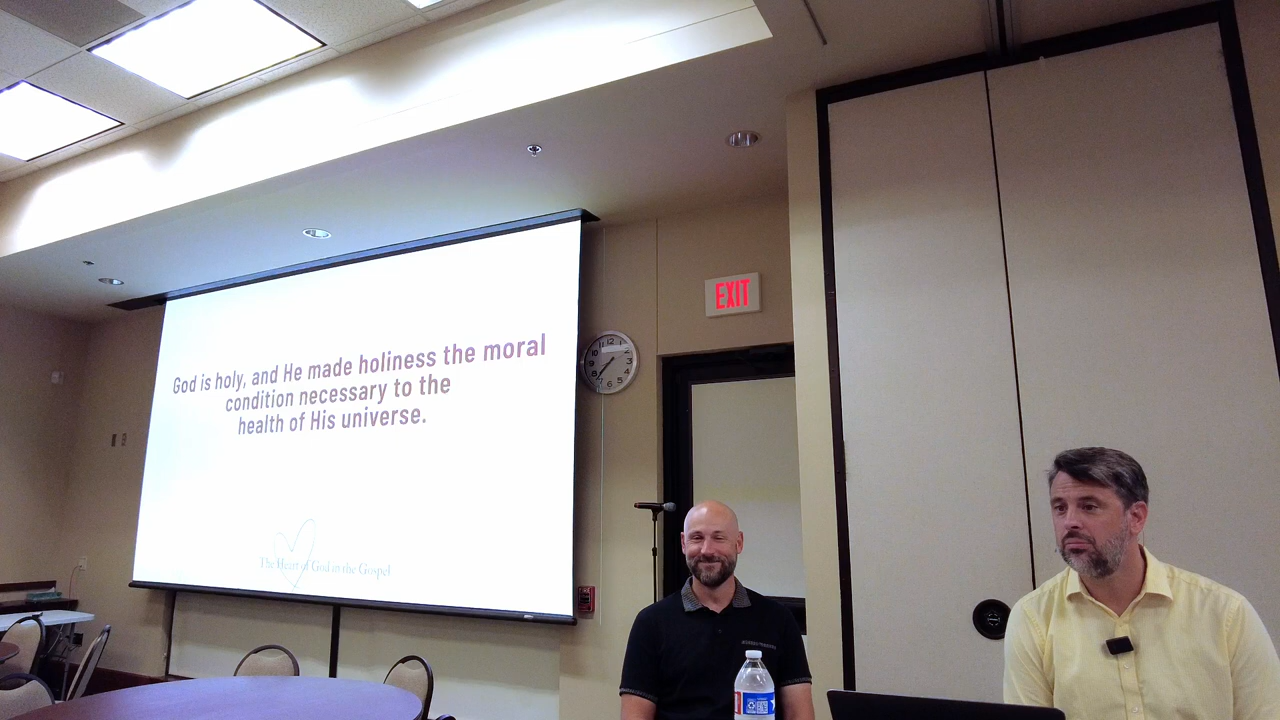 God is holy, and He made holiness the moral
condition necessary to the
health of His universe.
The Heart of God in the Gospel
EXIT